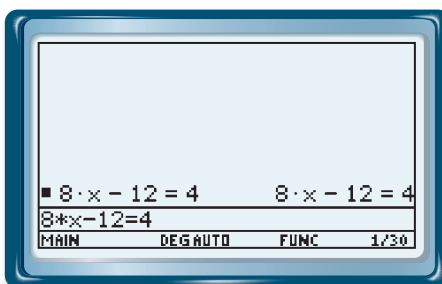 ▪ 8·x − 12 = 4 8·x − 12 = 4
8*x-12=4
MAIN DEG AUTO FUNC 1/30